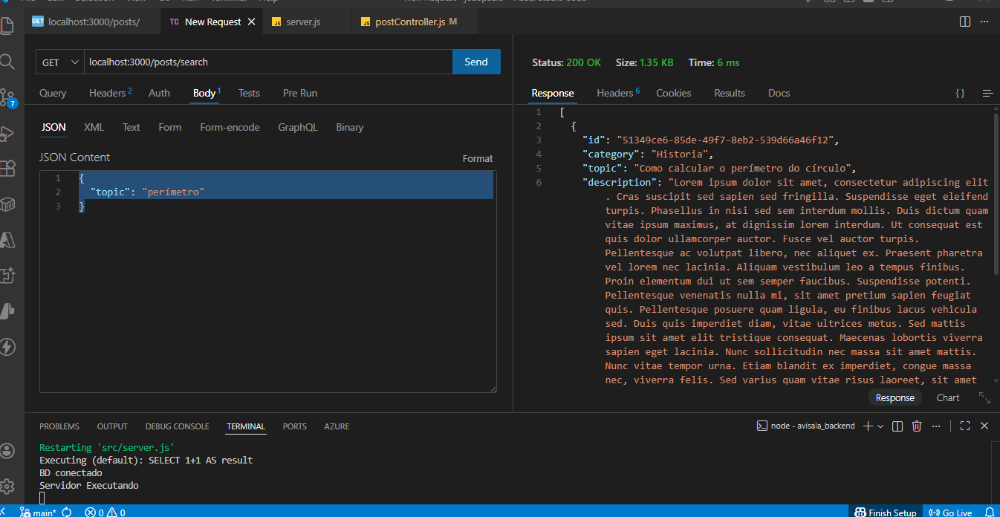 GET localhost:3000/posts/
TC New Request
JS server.js
JS postController.js M
GET localhost:3000/posts/search Send
Query Headers 2 Auth Body 1 Tests Pre Run
JSON XML Text Form Form-encode GraphQL Binary
JSON Content Format
1 {
2 "topic": "perímetro"
3 }
Status: 200 OK Size: 1.35 KB Time: 6 ms
Response Headers 6 Cookies Results Docs { }
1 [
2 {
3 "id": "51349ce6-85de-49f7-8eb2-539d66a46f12",
4 "category": "Historia",
5 "topic": "Como calcular o perímetro do círculo",
6 "description": "Lorem ipsum dolor sit amet, consectetur adipiscing elit
. Cras suscipit sed sapien sed fringilla. Suspendisse eget eleifend
turpis. Phasellus in nisi sed sem interdum mollis. Duis dictum quam
vitae ipsum maximus, at dignissim lorem interdum. Ut consequat est
quis dolor ullamcorper auctor. Fusce vel auctor turpis.
Pellentesque ac volutpat libero, nec aliquet ex. Praesent pharetra
vel lorem nec lacinia. Aliquam vestibulum leo a tempus finibus.
Proin elementum dui ut sem semper faucibus. Suspendisse potenti.
Pellentesque venenatis nulla mi, sit amet pretium sapien feugiat
quis. Pellentesque posuere quam ligula, eu finibus lacus vehicula
sed. Duis quis imperdiet diam, vitae ultrices metus. Sed mattis
ipsum sit amet elit tristique consequat. Maecenas lobortis viverra
sapien eget lacinia. Nunc sollicitudin nec massa sit amet mattis.
Nunc vitae tempor urna. Etiam blandit ex imperdiet, congue massa
nec, viverra felis. Sed varius quam vitae risus laoreet, sit amet
Response Chart
7
PROBLEMS OUTPUT DEBUG CONSOLE TERMINAL PORTS AZURE
node - avisala_backend
Restarting 'src/server.js'
Executing (default): SELECT 1+1 AS result
BD conectado
Servidor Executando
main* 0 0 Finish Setup Go Live